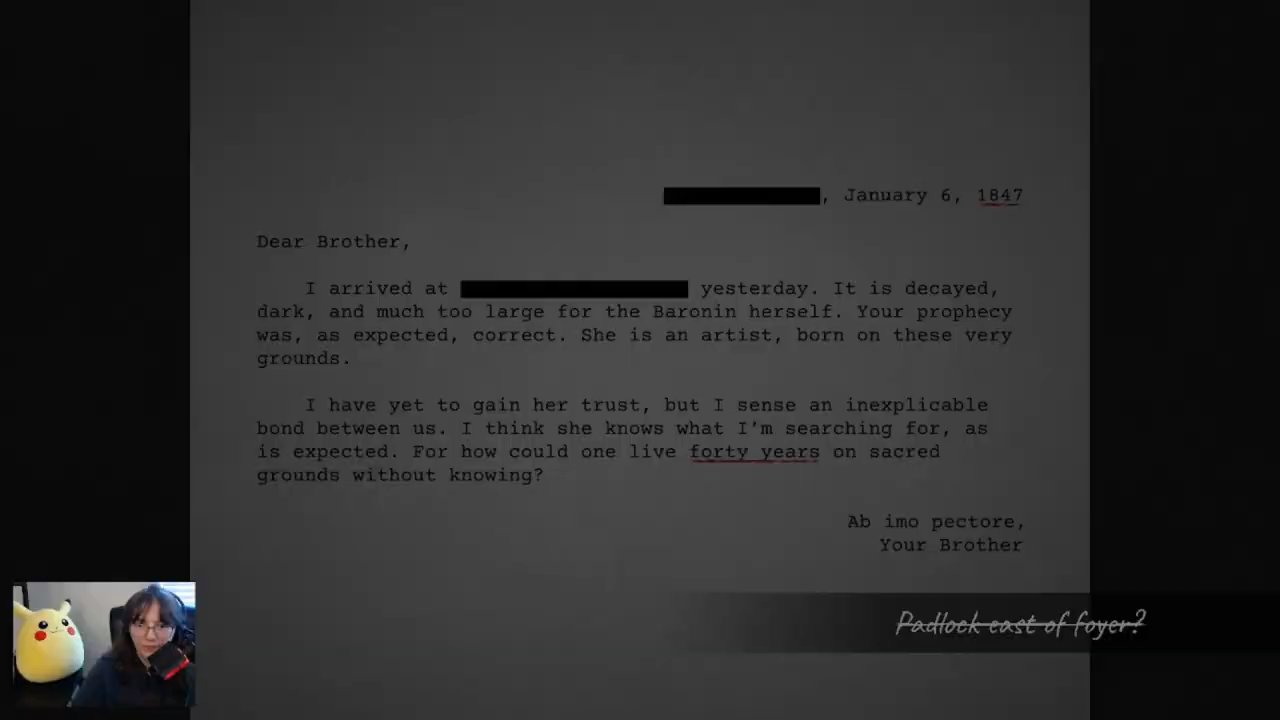 , January 6, 1847
Dear Brother,
I arrived at yesterday. It is decayed,
dark, and much too large for the Baronin herself. Your prophecy
was, as expected, correct. She is an artist, born on these very
grounds.
I have yet to gain her trust, but I sense an inexplicable
bond between us. I think she knows what I'm searching for, as
is expected. For how could one live forty years on sacred
grounds without knowing?
Ab imo pectore,
Your Brother
Padlock east of foyer?